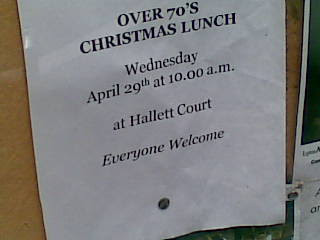 OVER 70'S
CHRISTMAS LUNCH
Wednesday
April 29th at 10.00 a.m.
at Hallett Court
Everyone Welcome